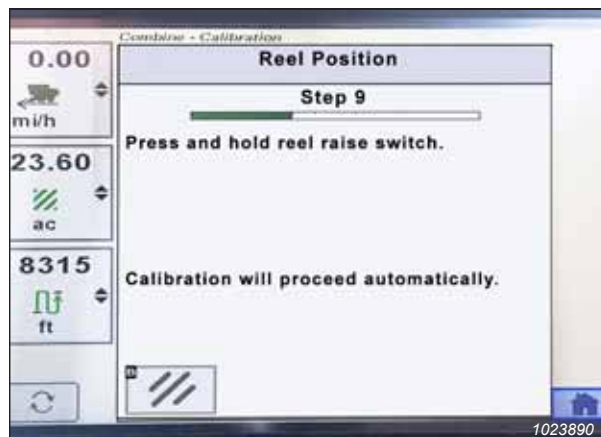 Combine - Calibration
0.00
mi/h
23.60
ac
8315
ft
Reel Position
Step 9
Press and hold reel raise switch.
Calibration will proceed automatically.
1023890